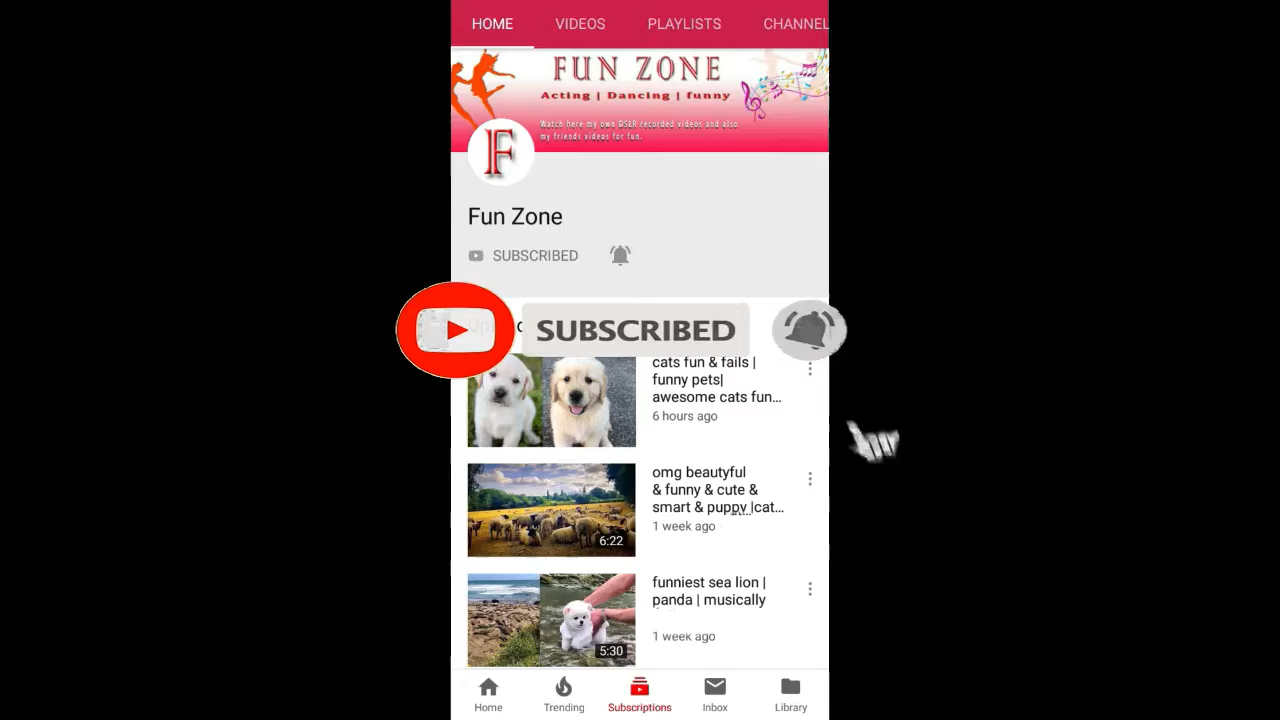 HOME VIDEOS PLAYLISTS CHANNEL
FUN ZONE
Acting | Dancing | funny
Watch here my own DSLR recorded videos and also
my friends videos for fun.
F
Fun Zone
SUBSCRIBED
SUBSCRIBED
cats fun & fails |
funny pets|
awesome cats fun...
6 hours ago
omg beautyful
& funny & cute &
smart & puppy |cat...
1 week ago
6:22
funniest sea lion |
panda | musically
1 week ago
5:30
Home Trending Subscriptions Inbox Library